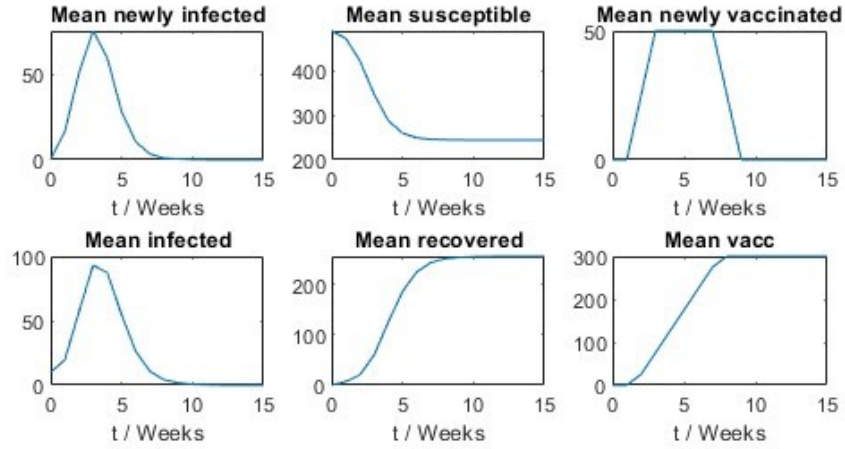 Mean newly infected
50
0
0 5 10 15
t / Weeks
Mean susceptible
400
300
200
0 5 10 15
t / Weeks
Mean newly vaccinated
50
0
0 5 10 15
t / Weeks
Mean infected
100
50
0
0 5 10 15
t / Weeks
Mean recovered
200
100
0
0 5 10 15
t / Weeks
Mean vacc
300
200
100
0
0 5 10 15
t / Weeks